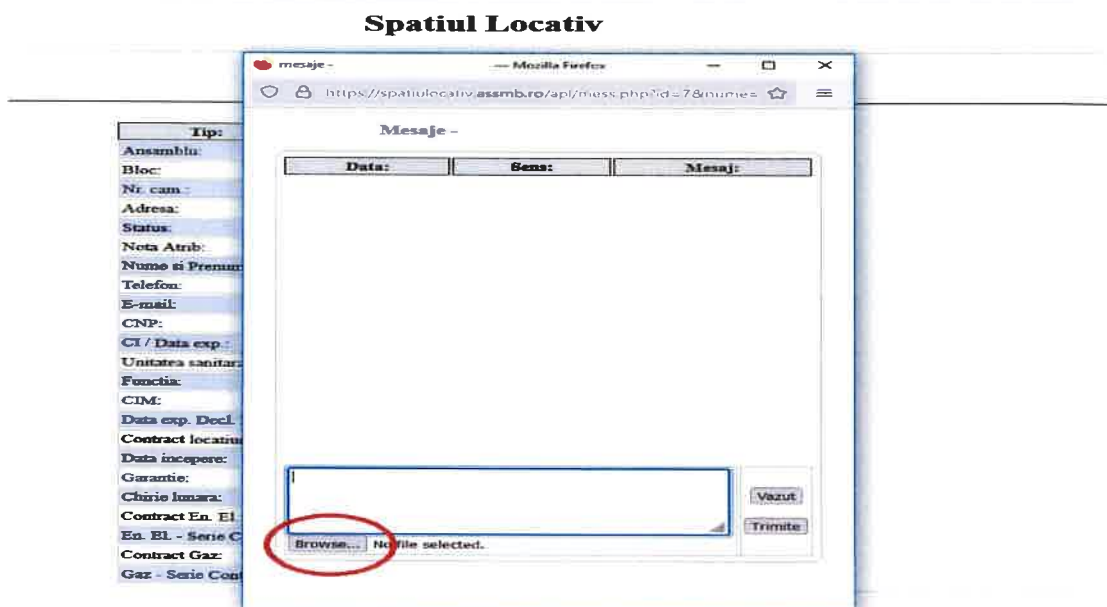 Spatiul Locativ
mesaje - — Mozilla Firefox
https://spatiulocativ.assmb.ro/apl/mess.php?id=7&nume=
Mesaje -
Data: Sens: Mesaj:
Tip:
Ansamblu:
Bloc:
Nr. cam.:
Adresa:
Status:
Nota Atrib:
Nume si Prenum
Telefon:
E-mail:
CNP:
CI / Data exp.:
Unitatea sanitara
Functia:
CIM:
Data exp. Decl.
Contract locatiu
Data incepere:
Garantie:
Chirie lunara:
Contract En. El.
En. El. - Serie C
Contract Gaz:
Gaz - Serie Cont
Vazut
Trimite
Browse... No file selected.